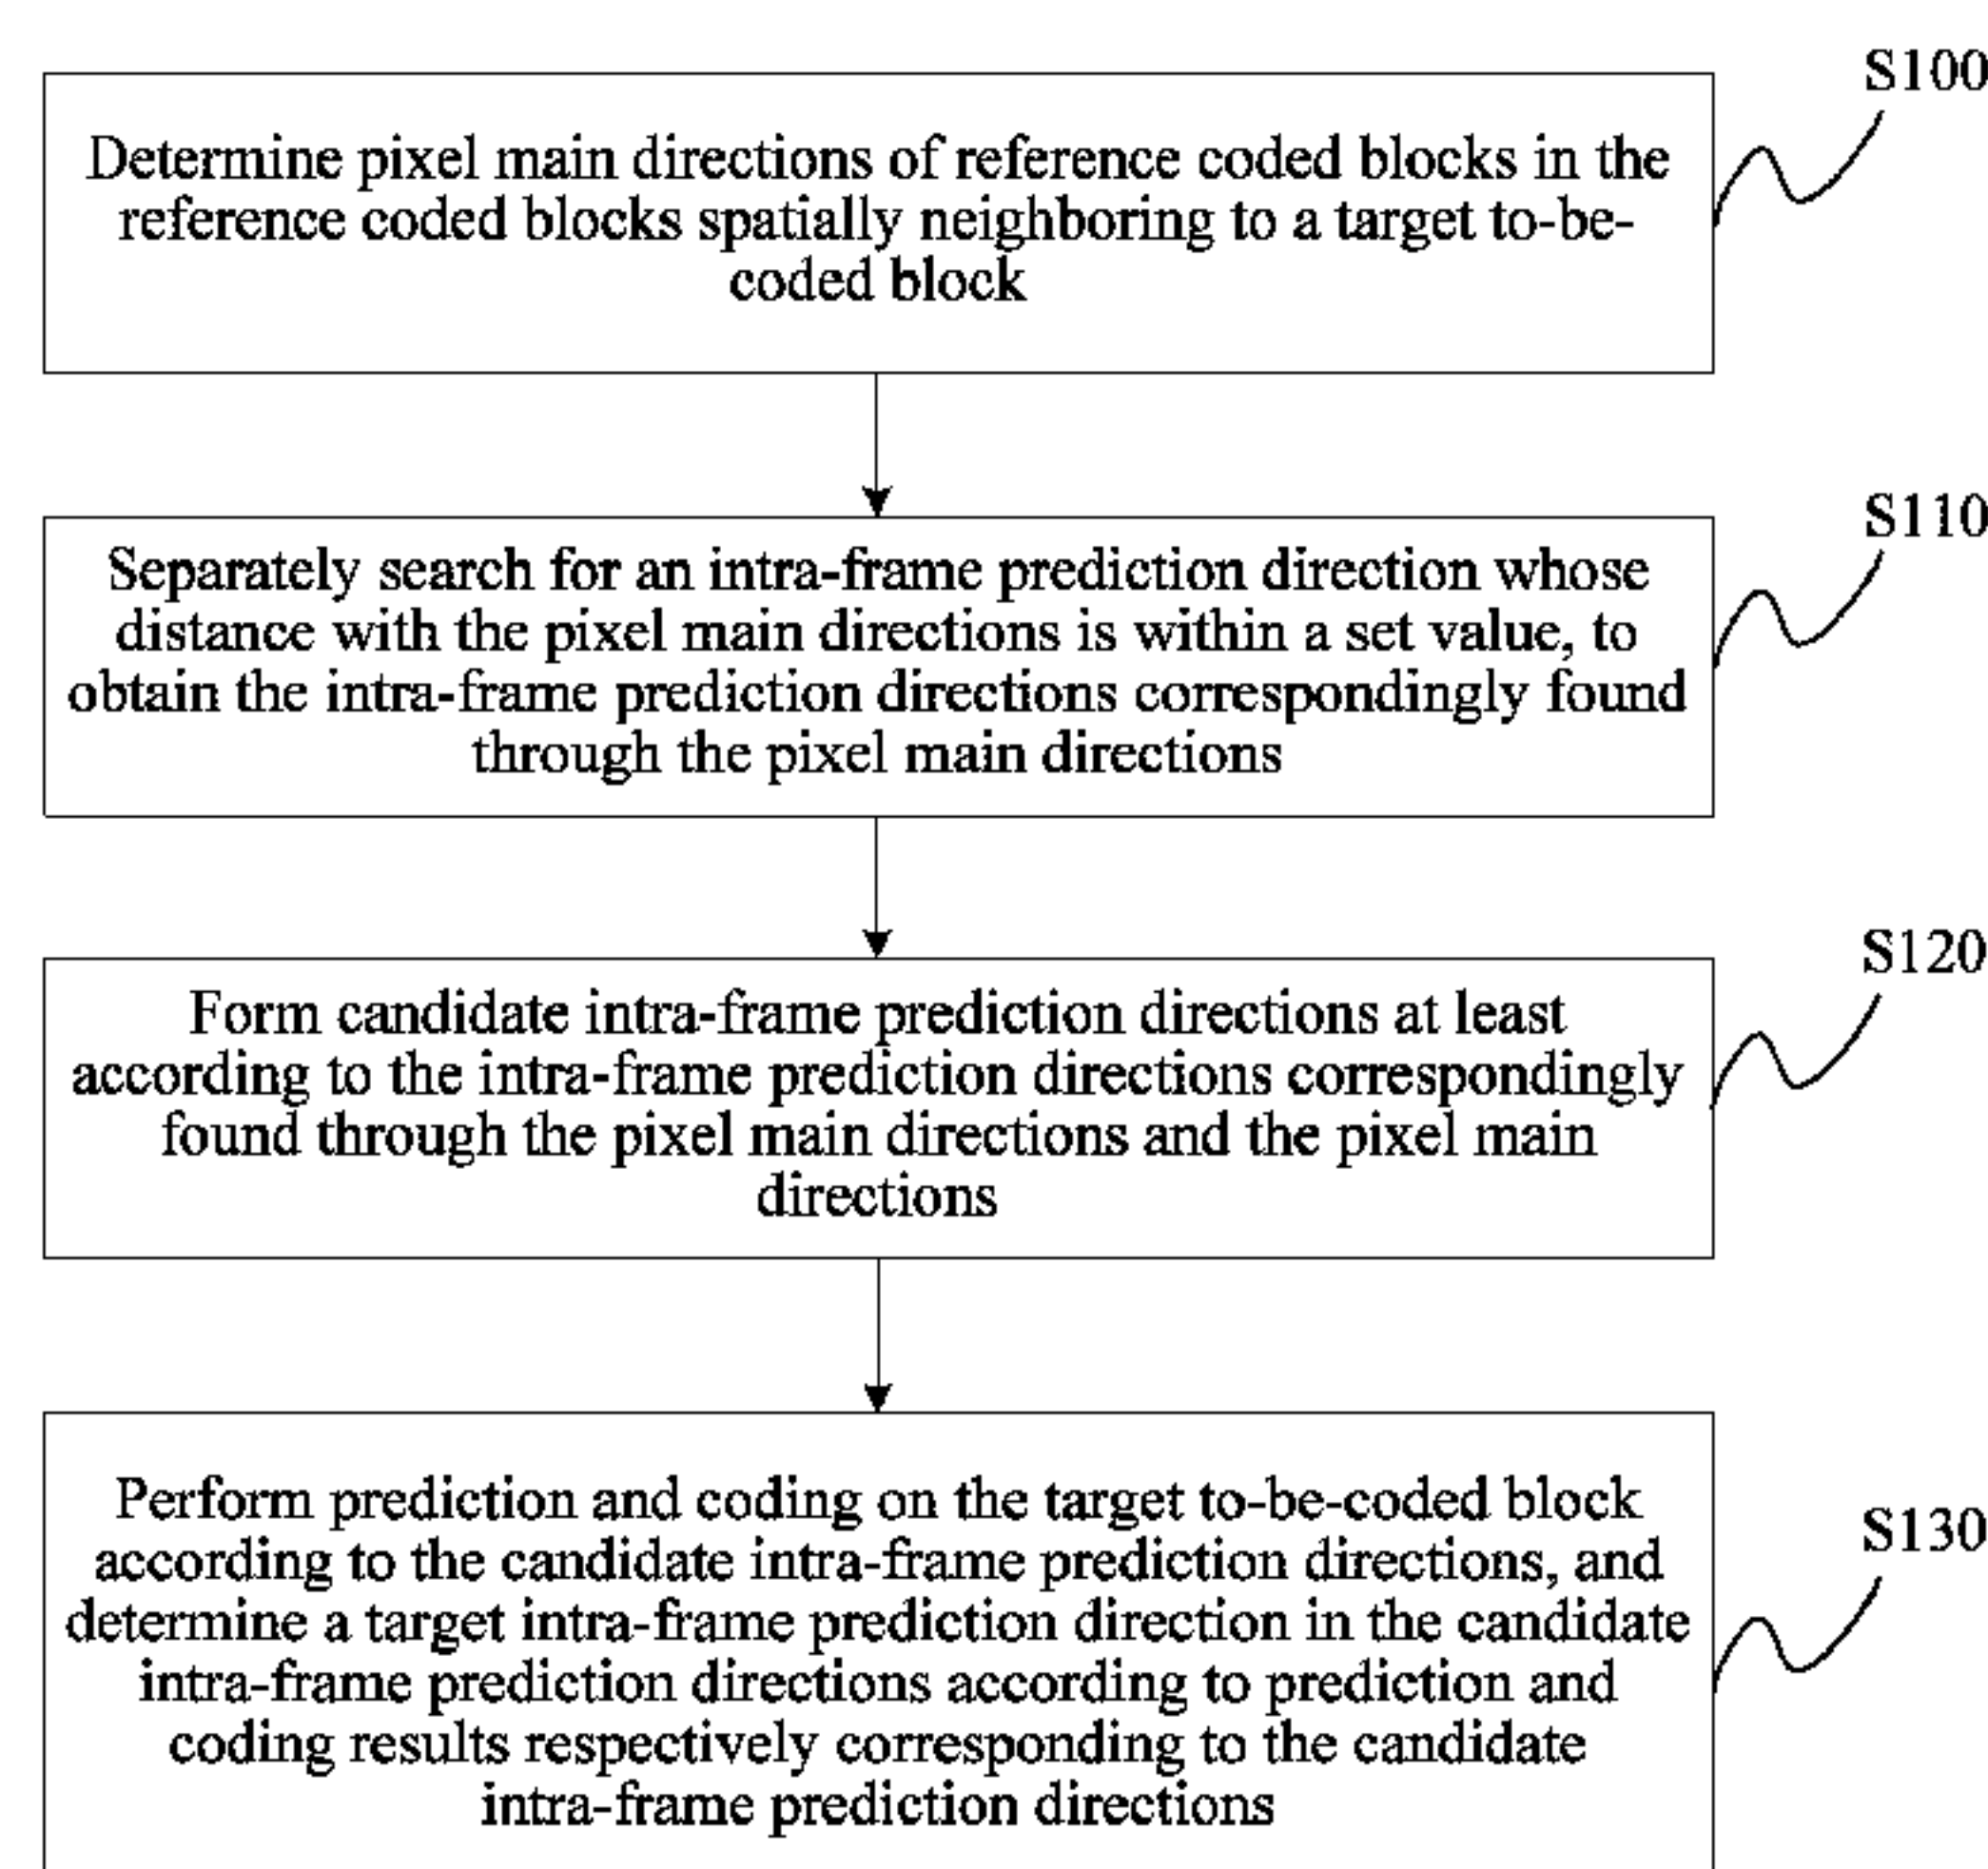 S100
Determine pixel main directions of reference coded blocks in the
reference coded blocks spatially neighboring to a target to-be-
coded block
S110
Separately search for an intra-frame prediction direction whose
distance with the pixel main directions is within a set value, to
obtain the intra-frame prediction directions correspondingly found
through the pixel main directions
S120
Form candidate intra-frame prediction directions at least
according to the intra-frame prediction directions correspondingly
found through the pixel main directions and the pixel main
directions
S130
Perform prediction and coding on the target to-be-coded block
according to the candidate intra-frame prediction directions, and
determine a target intra-frame prediction direction in the candidate
intra-frame prediction directions according to prediction and
coding results respectively corresponding to the candidate
intra-frame prediction directions